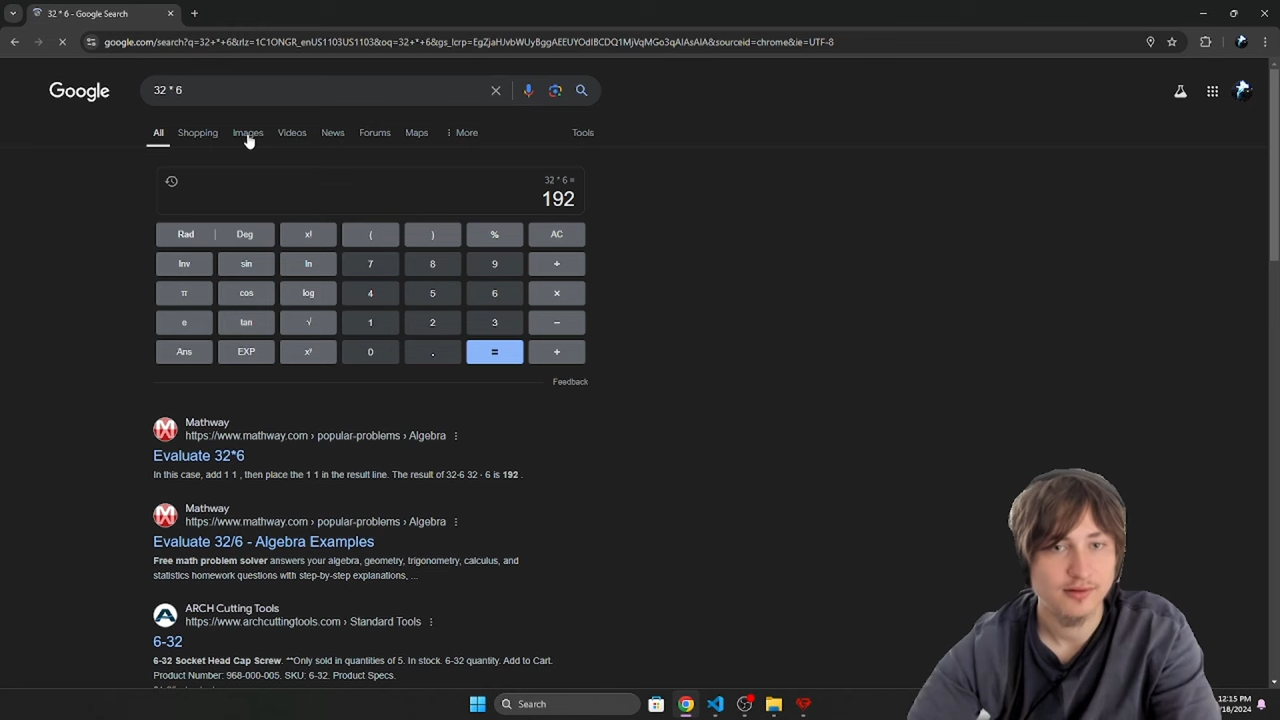 32 * 6 - Google Search
google.com/search?q=32+*+6&rlz=1C1ONGR_enUS1103US1103&oq=32+*+6&gs_lcrp=EgZjaHJvbWUyBggAEEUYOdIBCDQ1MjVqMGo3qAIAsAIA&sourceid=chrome&ie=UTF-8
Google
32 * 6
All Shopping Images Videos News Forums Maps More Tools
32 * 6 =
192
Rad Deg x! ( ) % AC
Inv sin ln 7 8 9 ÷
π cos log 4 5 6 ×
e tan √ 1 2 3 −
Ans EXP xʸ 0 . = +
Feedback
Mathway
https://www.mathway.com › popular-problems › Algebra
Evaluate 32*6
In this case, add 1 1 , then place the 1 1 in the result line. The result of 32⋅6 32 ⋅ 6 is 192 .
Mathway
https://www.mathway.com › popular-problems › Algebra
Evaluate 32/6 - Algebra Examples
Free math problem solver answers your algebra, geometry, trigonometry, calculus, and
statistics homework questions with step-by-step explanations, ...
ARCH Cutting Tools
https://www.archcuttingtools.com › Standard Tools
6-32
6-32 Socket Head Cap Screw. **Only sold in quantities of 5. In stock. 6-32 quantity. Add to Cart.
Product Number: 968-000-005. SKU: 6-32. Product Specs.
Search
12:15 PM
/18/2024